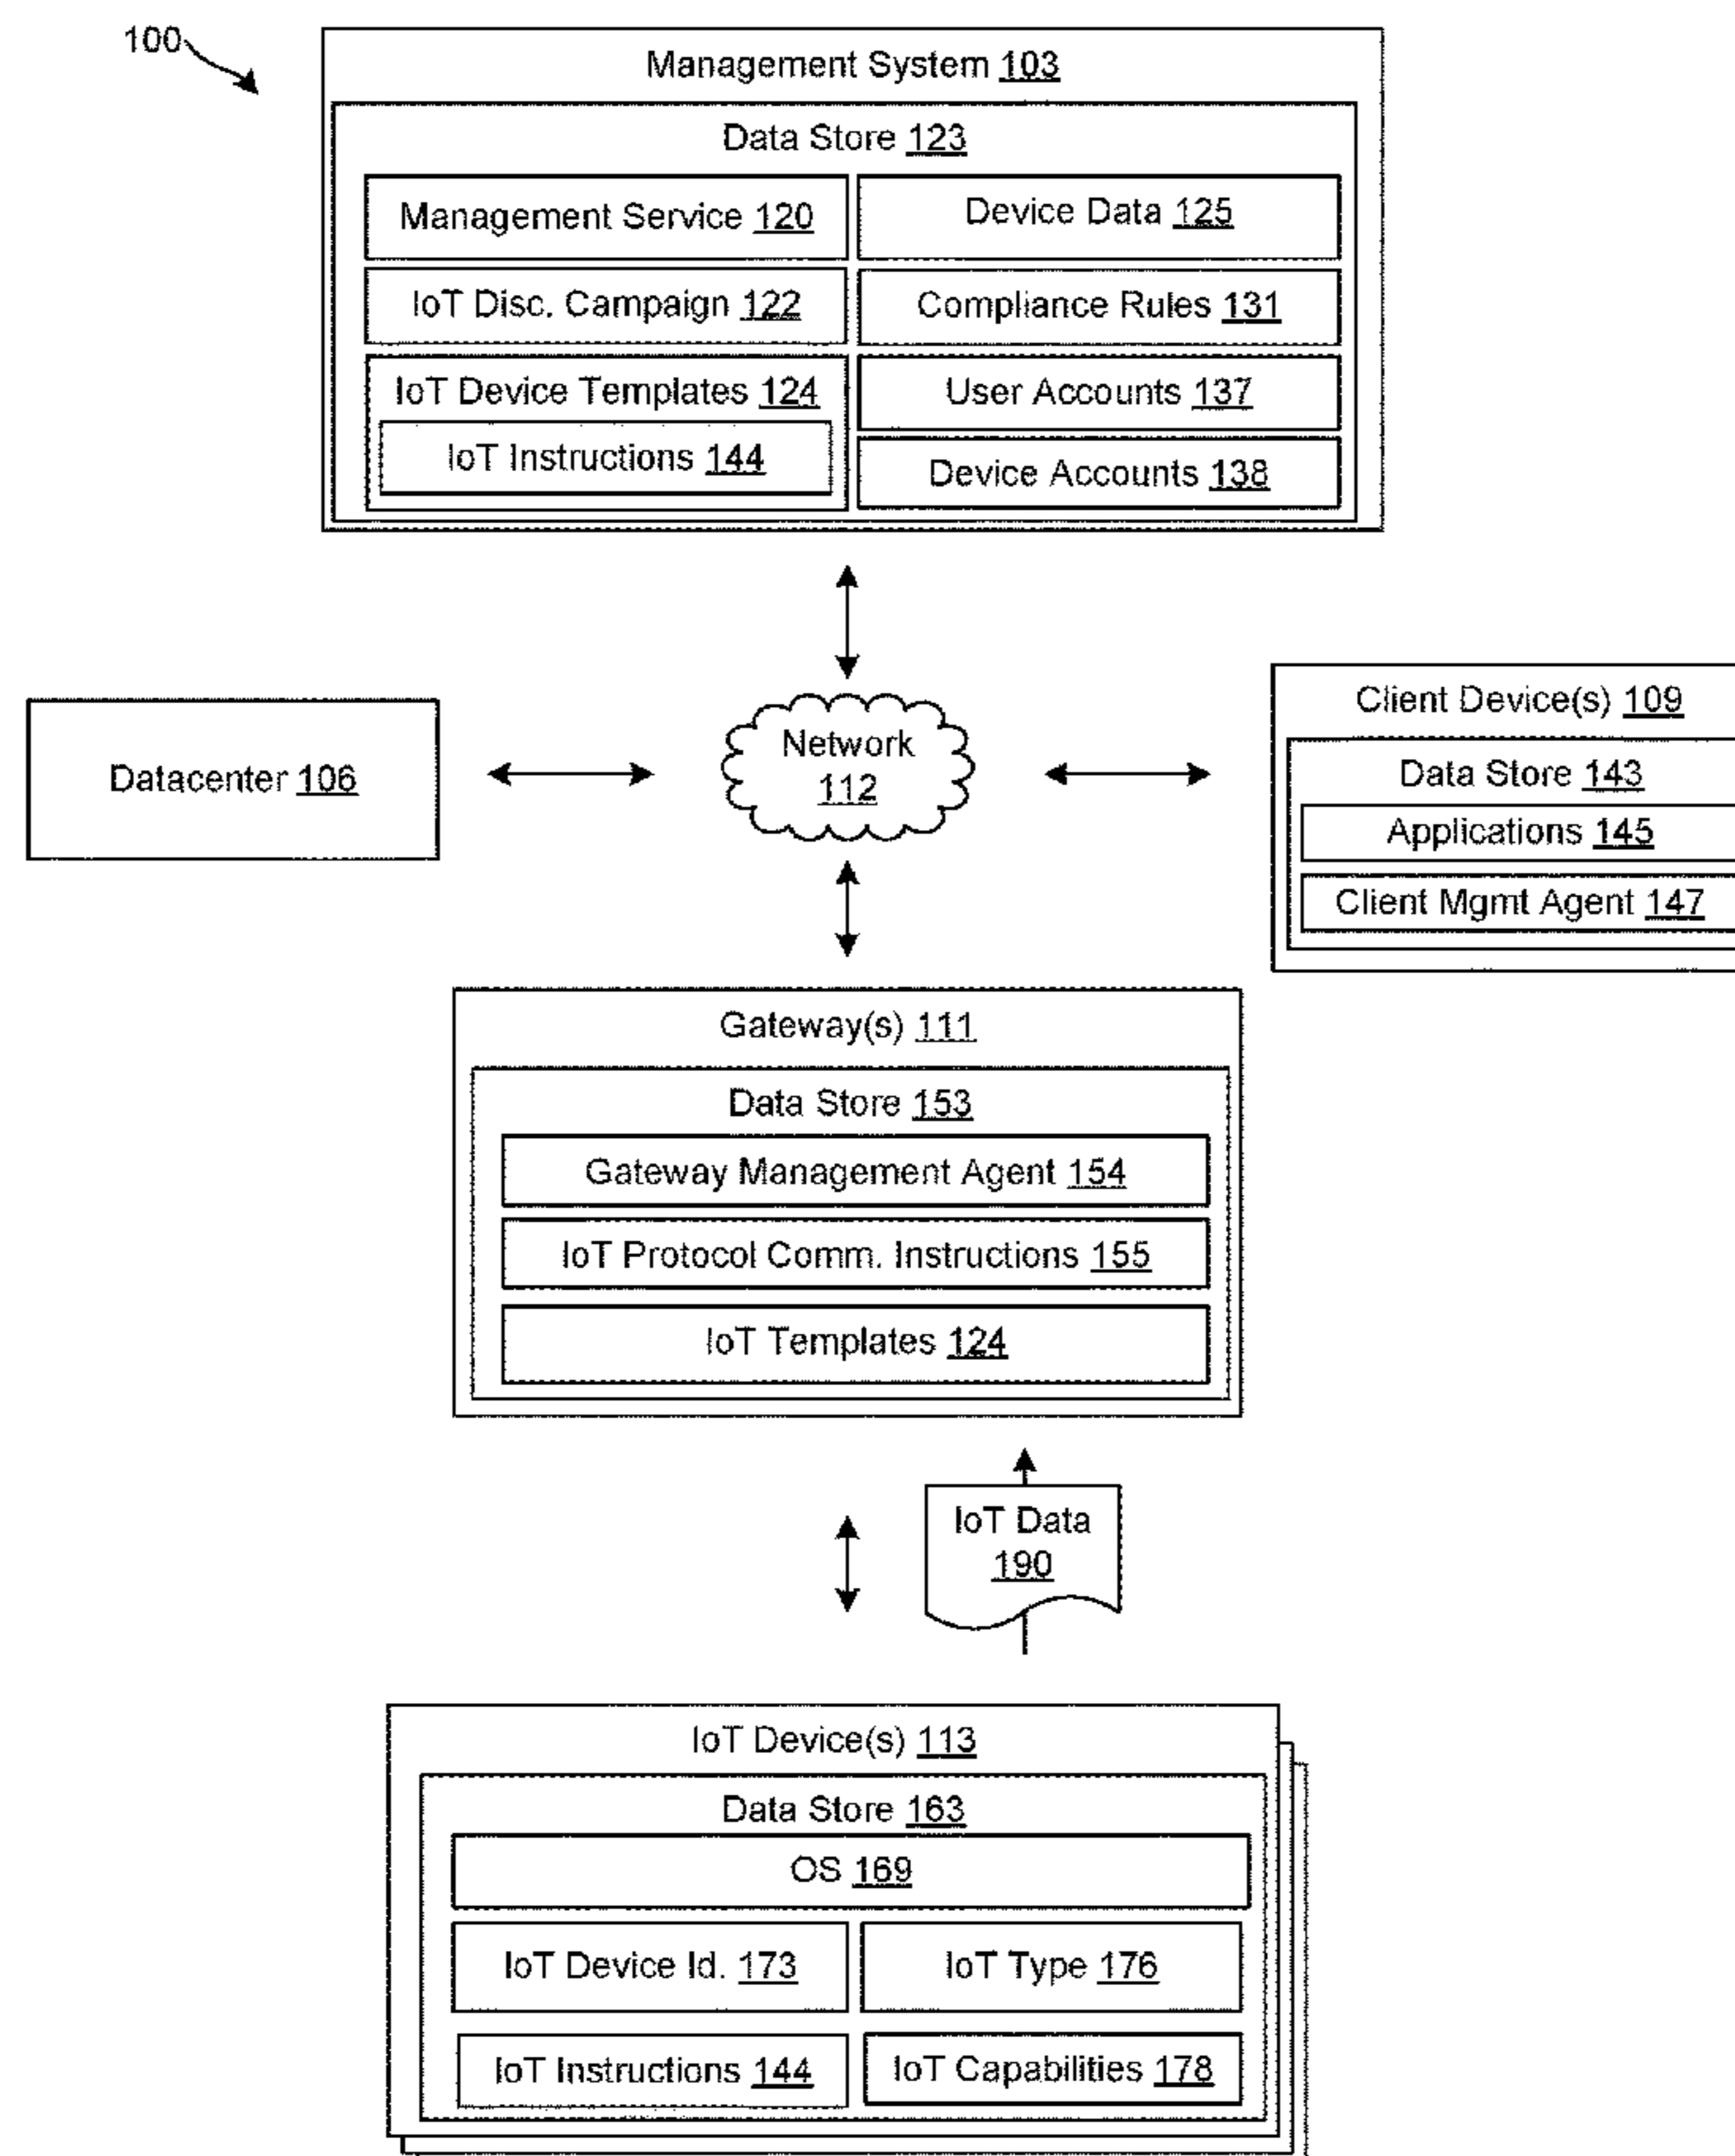 100
Management System 103
Data Store 123
Management Service 120
Device Data 125
IoT Disc. Campaign 122
Compliance Rules 131
IoT Device Templates 124
User Accounts 137
IoT Instructions 144
Device Accounts 138
Datacenter 106
Network
112
Client Device(s) 109
Data Store 143
Applications 145
Client Mgmt Agent 147
Gateway(s) 111
Data Store 153
Gateway Management Agent 154
IoT Protocol Comm. Instructions 155
IoT Templates 124
IoT Data
190
IoT Device(s) 113
Data Store 163
OS 169
IoT Device Id. 173
IoT Type 176
IoT Instructions 144
IoT Capabilities 178